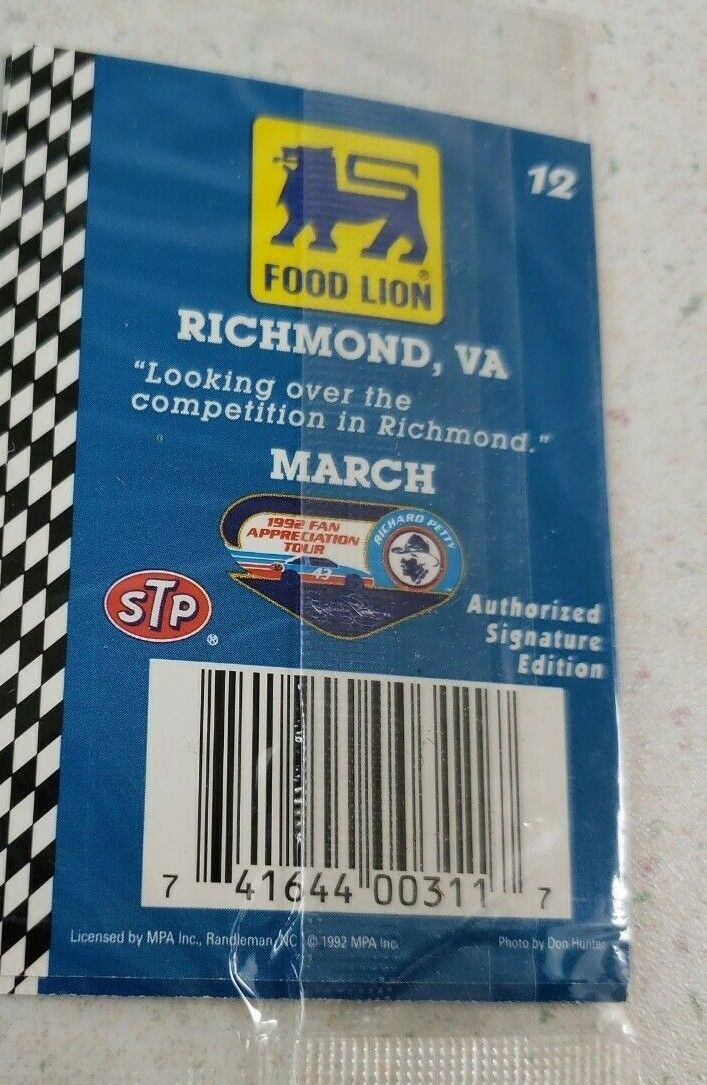 12
FOOD LION®
RICHMOND, VA
"Looking over the
competition in Richmond."
MARCH
1992 FAN
APPRECIATION
TOUR
43
RICHARD PETTY
STP®
Authorized
Signature
Edition
7 41644 00311 7
Licensed by MPA Inc., Randleman, NC © 1992 MPA Inc.
Photo by Don Hunter